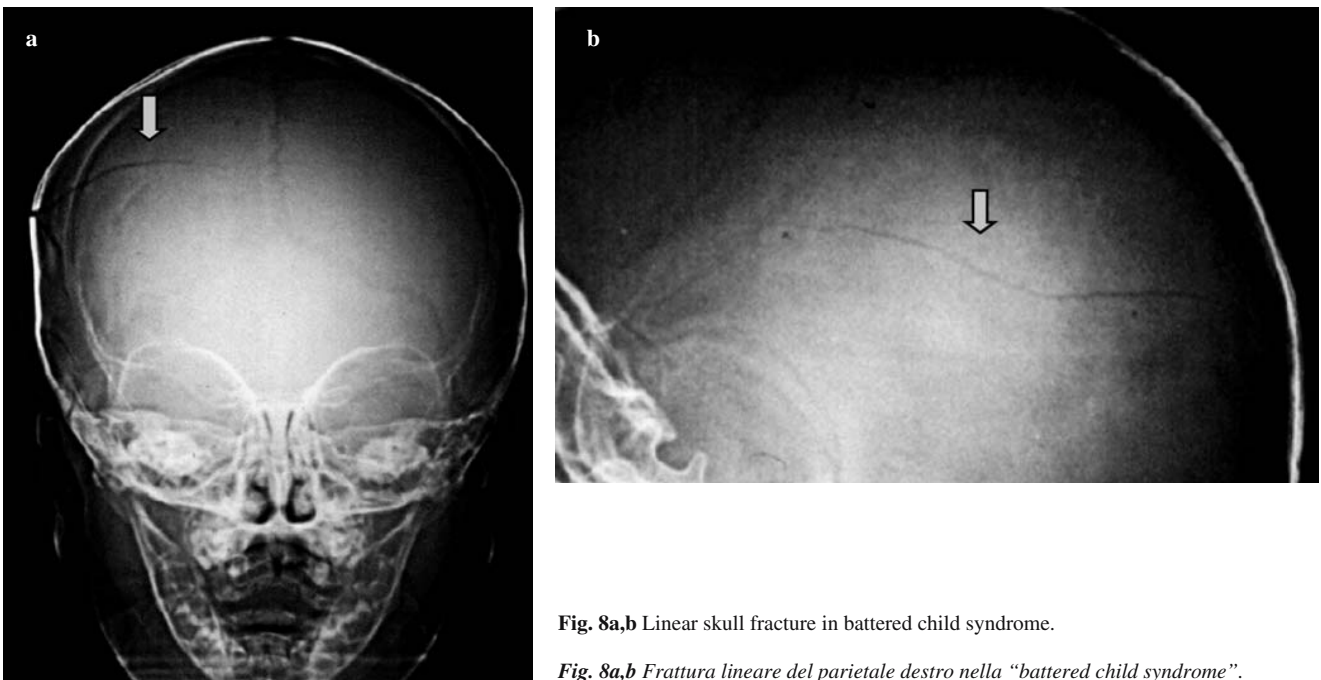 a
b
Fig. 8a,b Linear skull fracture in battered child syndrome.
Fig. 8a,b Frattura lineare del parietale destro nella “battered child syndrome”.